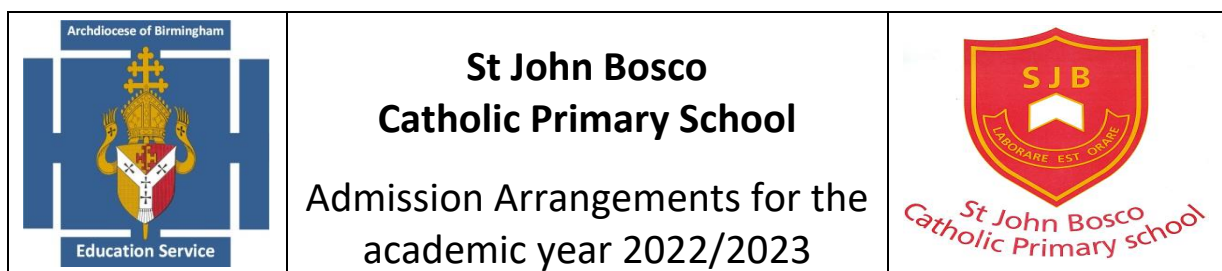 Archdiocese of Birmingham
Education Service
St John Bosco
Catholic Primary School
Admission Arrangements for the
academic year 2022/2023
SJB
LABORARE EST ORARE
St John Bosco
Catholic Primary school